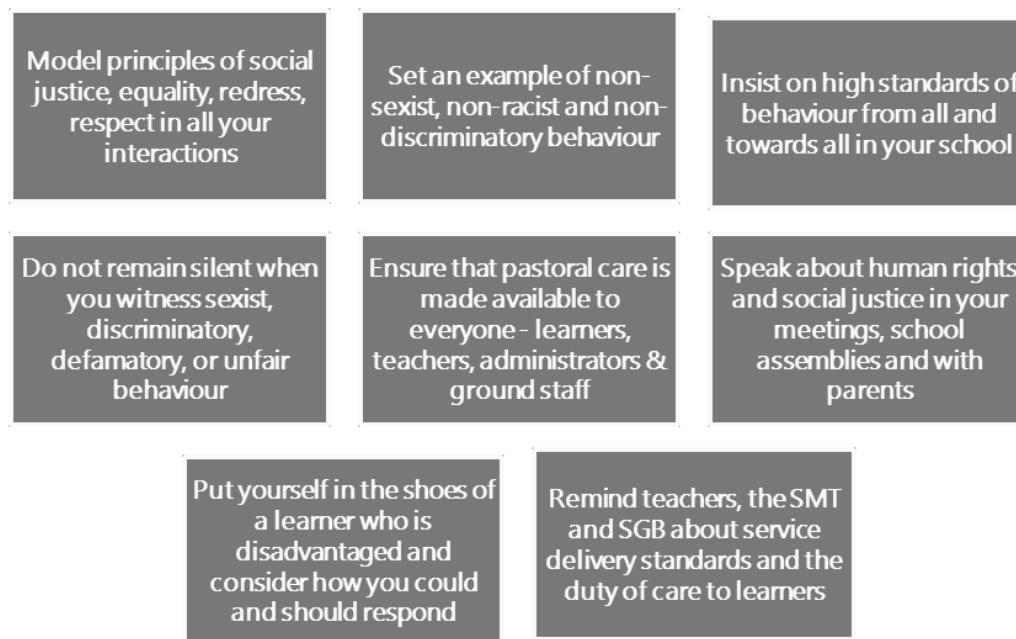 Model principles of social
justice, equality, redress,
respect in all your
interactions
Set an example of non-
sexist, non-racist and non-
discriminatory behaviour
Insist on high standards of
behaviour from all and
towards all in your school
Do not remain silent when
you witness sexist,
discriminatory,
defamatory, or unfair
behaviour
Ensure that pastoral care is
made available to
everyone - learners,
teachers, administrators &
ground staff
Speak about human rights
and social justice in your
meetings, school
assemblies and with
parents
Put yourself in the shoes of
a learner who is
disadvantaged and
consider how you could
and should respond
Remind teachers, the SMT
and SGB about service
delivery standards and the
duty of care to learners